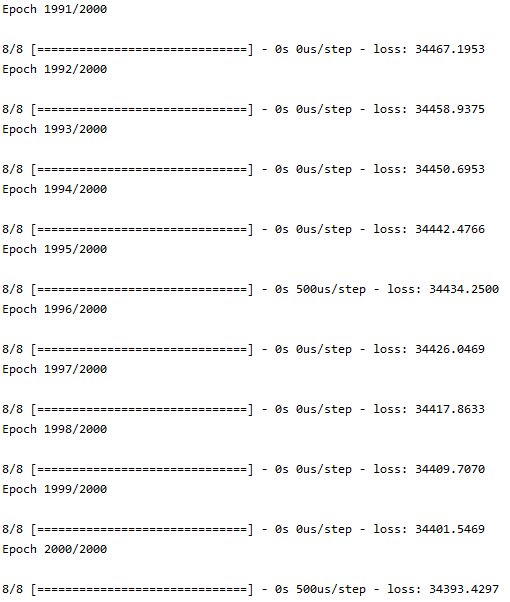 Epoch 1991/2000
8/8 [==============================] - 0s 0us/step - loss: 34467.1953
Epoch 1992/2000
8/8 [==============================] - 0s 0us/step - loss: 34458.9375
Epoch 1993/2000
8/8 [==============================] - 0s 0us/step - loss: 34450.6953
Epoch 1994/2000
8/8 [==============================] - 0s 0us/step - loss: 34442.4766
Epoch 1995/2000
8/8 [==============================] - 0s 500us/step - loss: 34434.2500
Epoch 1996/2000
8/8 [==============================] - 0s 0us/step - loss: 34426.0469
Epoch 1997/2000
8/8 [==============================] - 0s 0us/step - loss: 34417.8633
Epoch 1998/2000
8/8 [==============================] - 0s 0us/step - loss: 34409.7070
Epoch 1999/2000
8/8 [==============================] - 0s 0us/step - loss: 34401.5469
Epoch 2000/2000
8/8 [==============================] - 0s 500us/step - loss: 34393.4297